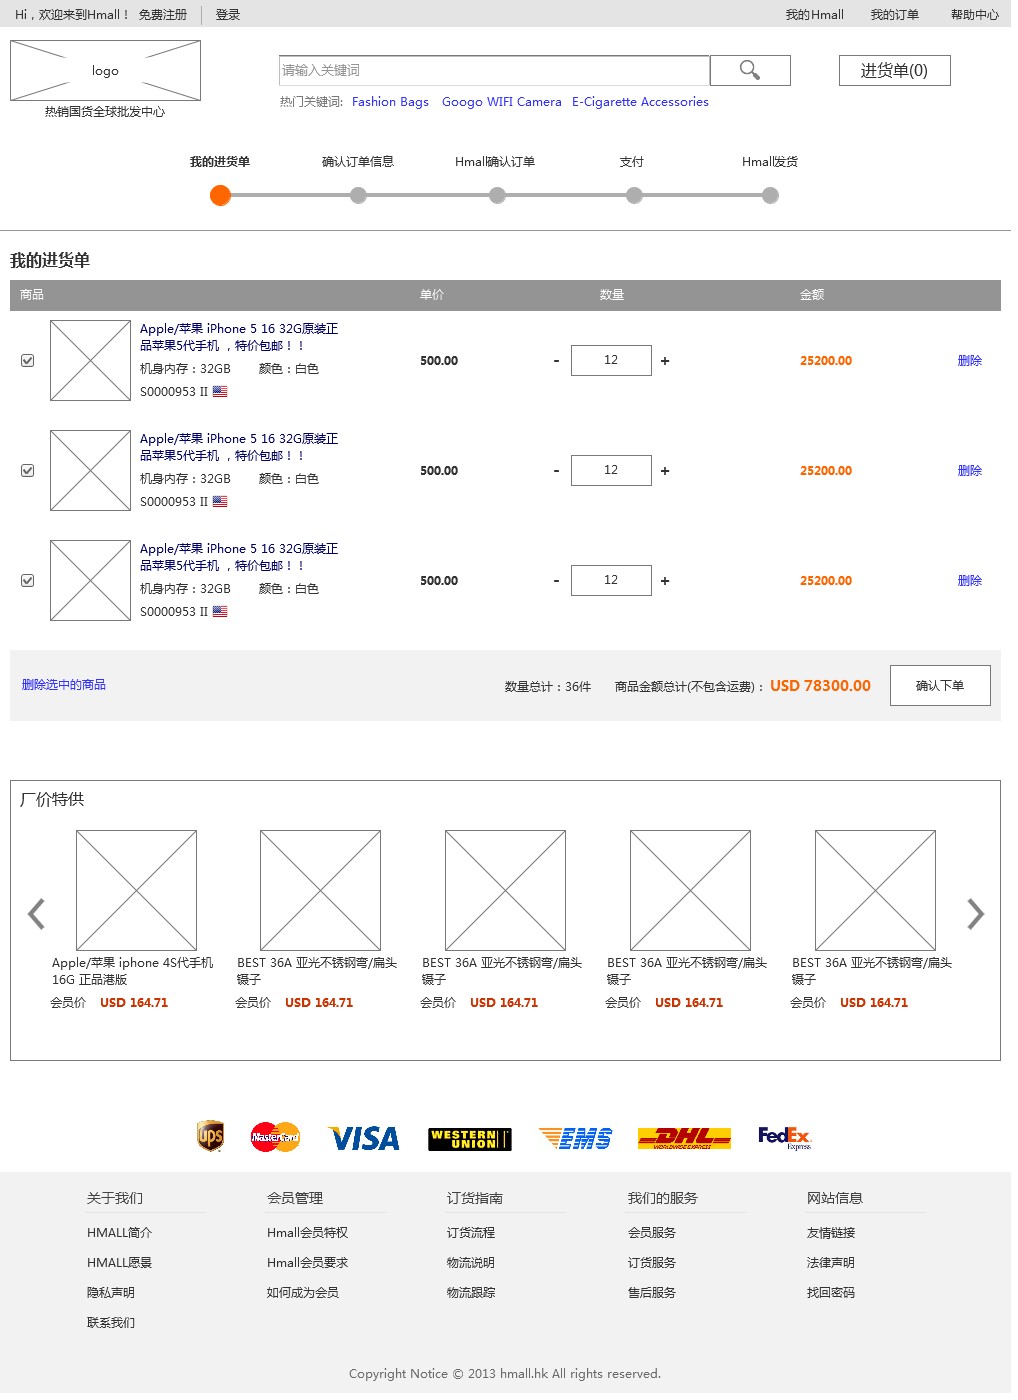 Hi，欢迎来到Hmall！ 免费注册 登录 我的Hmall 我的订单 帮助中心
logo
热销国货全球批发中心
请输入关键词
进货单(0)
热门关键词: Fashion Bags Googo WIFI Camera E-Cigarette Accessories
我的进货单 确认订单信息 Hmall确认订单 支付 Hmall发货
我的进货单
商品 单价 数量 金额
Apple/苹果 iPhone 5 16 32G原装正
品苹果5代手机 ，特价包邮！！
机身内存：32GB 颜色：白色
S0000953 II
500.00 - 12 + 25200.00 删除
Apple/苹果 iPhone 5 16 32G原装正
品苹果5代手机 ，特价包邮！！
机身内存：32GB 颜色：白色
S0000953 II
500.00 - 12 + 25200.00 删除
Apple/苹果 iPhone 5 16 32G原装正
品苹果5代手机 ，特价包邮！！
机身内存：32GB 颜色：白色
S0000953 II
500.00 - 12 + 25200.00 删除
删除选中的商品 数量总计：36件 商品金额总计(不包含运费)： USD 78300.00 确认下单
厂价特供
Apple/苹果 iphone 4S代手机
16G 正品港版
会员价 USD 164.71
BEST 36A 亚光不锈钢弯/扁头
镊子
会员价 USD 164.71
BEST 36A 亚光不锈钢弯/扁头
镊子
会员价 USD 164.71
BEST 36A 亚光不锈钢弯/扁头
镊子
会员价 USD 164.71
BEST 36A 亚光不锈钢弯/扁头
镊子
会员价 USD 164.71
ups MasterCard VISA WESTERN UNION EMS DHL WORLDWIDE EXPRESS FedEx Express
关于我们 会员管理 订货指南 我们的服务 网站信息
HMALL简介 Hmall会员特权 订货流程 会员服务 友情链接
HMALL愿景 Hmall会员要求 物流说明 订货服务 法律声明
隐私声明 如何成为会员 物流跟踪 售后服务 找回密码
联系我们
Copyright Notice © 2013 hmall.hk All rights reserved.